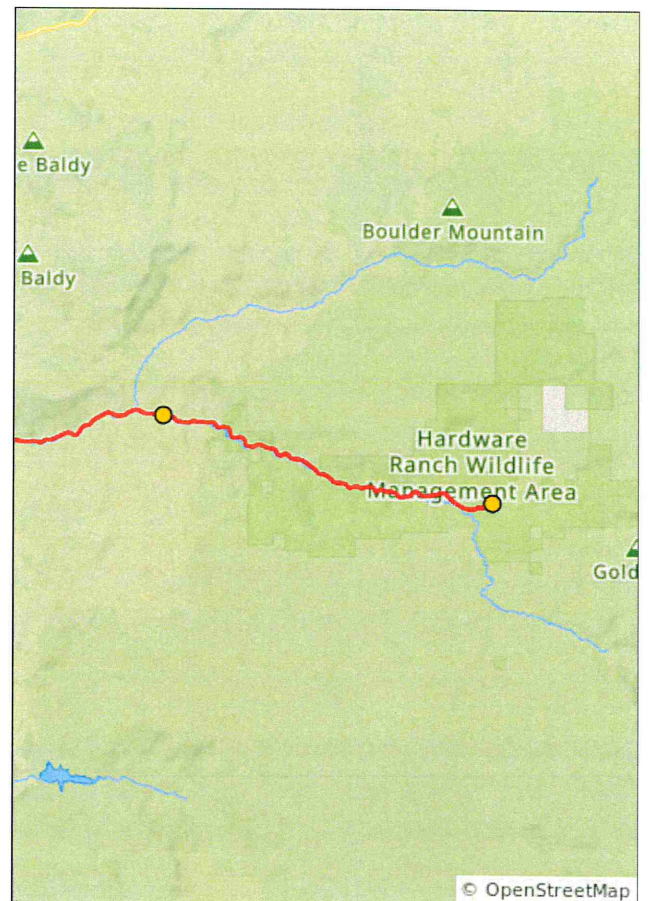 e Baldy
Boulder Mountain
Baldy
Hardware
Ranch Wildlife
Management Area
Gold
© OpenStreetMap